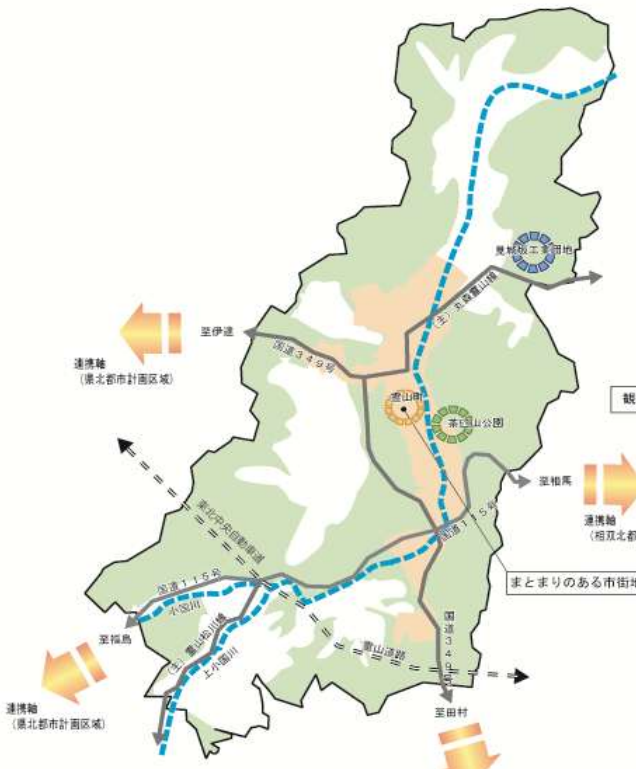 見城坂工業団地
(主)丸森霊山線
至伊達
国道349号
連携軸
(県北都市計画区域)
霊山町
茶臼山公園
観
至相馬
国道115号
連携軸
(相双北都
東北中央自動車道
まとまりのある市街地
国道115号
小国川
至福島
(主)霊山松川線
上小国川
霊山道路
国道349号
連携軸
(県北都市計画区域)
至田村